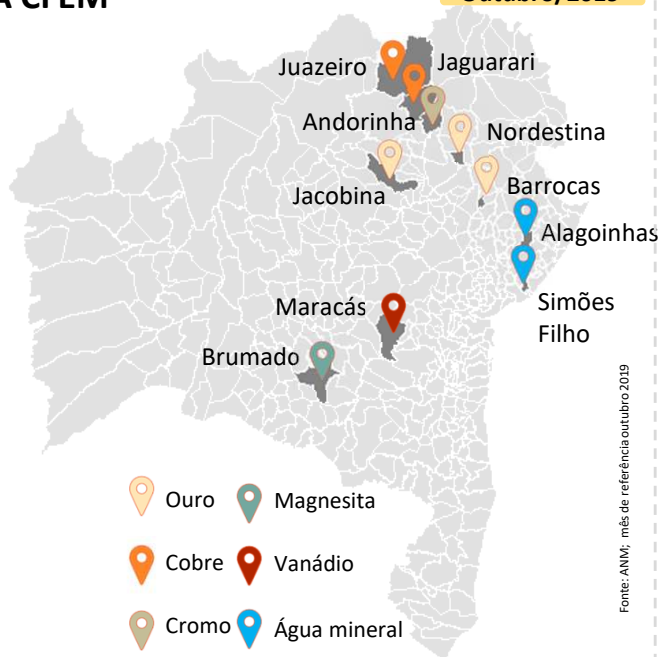 A CFEM
Outubro/2019
Juazeiro
Jaguarari
Andorinha
Nordestina
Jacobina
Barrocas
Alagoinhas
Simões
Filho
Maracás
Brumado
Fonte: ANM; mês de referência outubro 2019
Ouro
Magnesita
Cobre
Vanádio
Cromo
Água mineral